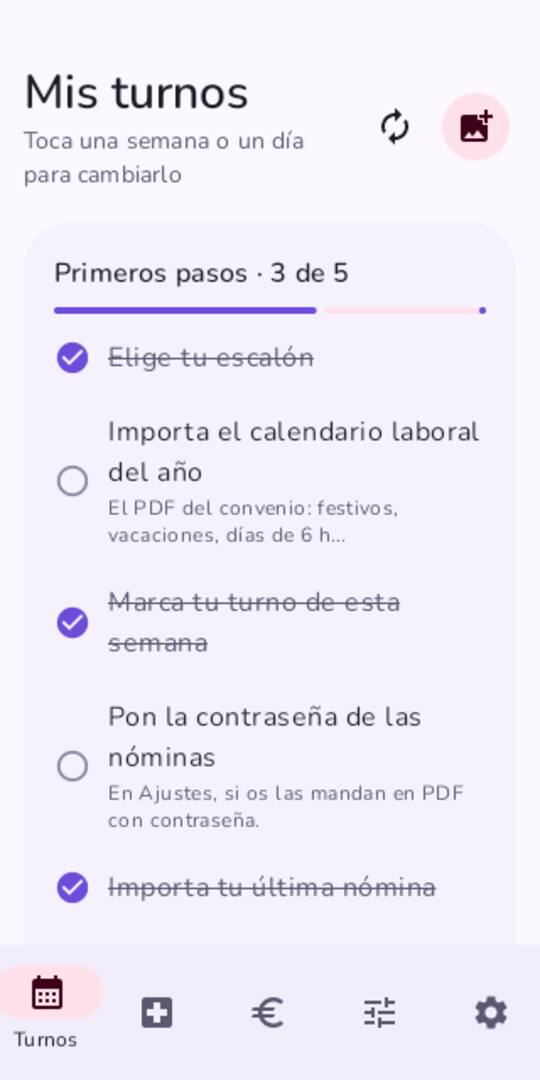 Mis turnos
Toca una semana o un día
para cambiarlo
Primeros pasos · 3 de 5
Elige tu escalón
Importa el calendario laboral
del año
El PDF del convenio: festivos,
vacaciones, días de 6 h...
Marca tu turno de esta
semana
Pon la contraseña de las
nóminas
En Ajustes, si os las mandan en PDF
con contraseña.
Importa tu última nómina
Turnos